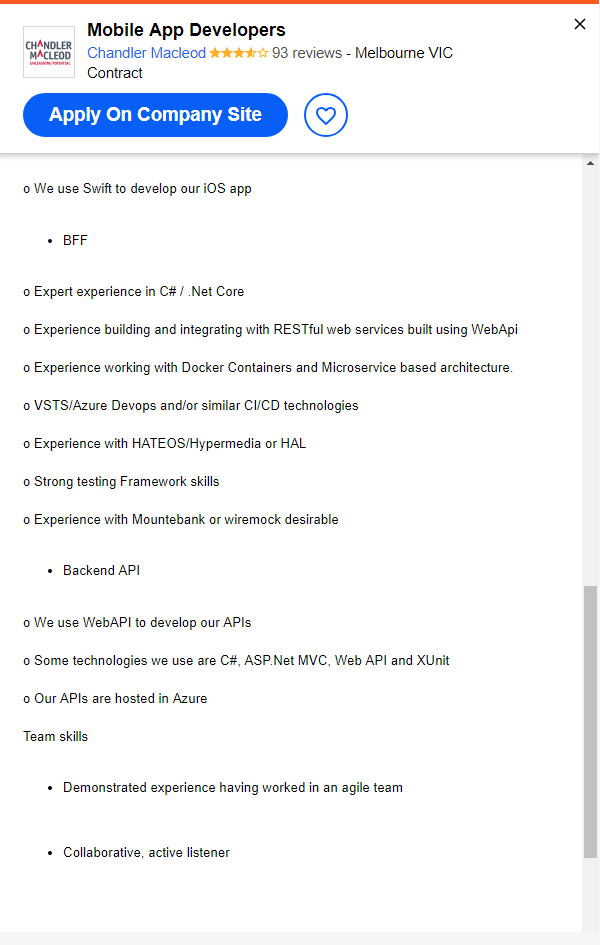 CHANDLER
MACLEOD
UNLEASHING POTENTIAL
Mobile App Developers
Chandler Macleod 93 reviews - Melbourne VIC
Contract
Apply On Company Site
o We use Swift to develop our iOS app
• BFF
o Expert experience in C# / .Net Core
o Experience building and integrating with RESTful web services built using WebApi
o Experience working with Docker Containers and Microservice based architecture.
o VSTS/Azure Devops and/or similar CI/CD technologies
o Experience with HATEOS/Hypermedia or HAL
o Strong testing Framework skills
o Experience with Mountebank or wiremock desirable
• Backend API
o We use WebAPI to develop our APIs
o Some technologies we use are C#, ASP.Net MVC, Web API and XUnit
o Our APIs are hosted in Azure
Team skills
• Demonstrated experience having worked in an agile team
• Collaborative, active listener